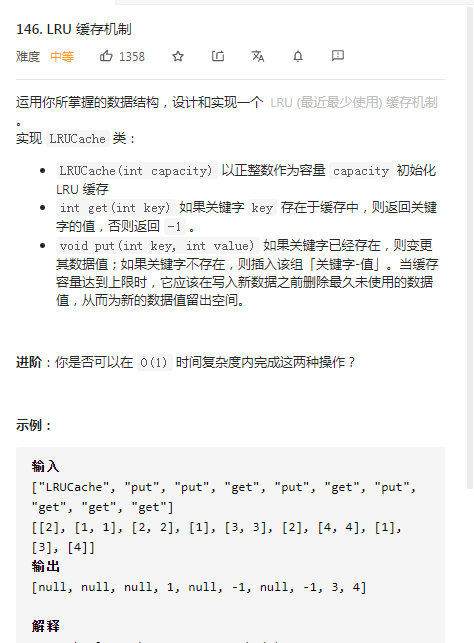 146. LRU 缓存机制
难度 中等 1358
运用你所掌握的数据结构，设计和实现一个 LRU (最近最少使用) 缓存机制
。
实现 LRUCache 类：
LRUCache(int capacity) 以正整数作为容量 capacity 初始化
LRU 缓存
int get(int key) 如果关键字 key 存在于缓存中，则返回关键
字的值，否则返回 -1 。
void put(int key, int value) 如果关键字已经存在，则变更
其数据值；如果关键字不存在，则插入该组「关键字-值」。当缓存
容量达到上限时，它应该在写入新数据之前删除最久未使用的数据
值，从而为新的数据值留出空间。
进阶：你是否可以在 O(1) 时间复杂度内完成这两种操作？
示例：
输入
["LRUCache", "put", "put", "get", "put", "get", "put",
"get", "get", "get"]
[[2], [1, 1], [2, 2], [1], [3, 3], [2], [4, 4], [1],
[3], [4]]
输出
[null, null, null, 1, null, -1, null, -1, 3, 4]
解释